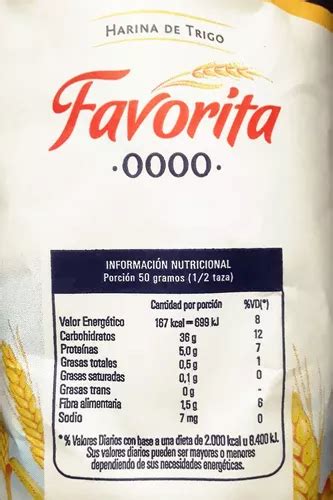 HARINA DE TRIGO
Favorita
·0000·
INFORMACIÓN NUTRICIONAL
Porción 50 gramos (1/2 taza)
Cantidad por porción %VD(*)
Valor Energético 167 kcal=699 kJ 8
Carbohidratos 36 g 12
Proteínas 5,0 g 7
Grasas totales 0,5 g 1
Grasas saturadas 0,1 g 0
Grasas trans 0 g -
Fibra alimentaria 1,5 g 6
Sodio 7 mg 0
*% Valores Diarios con base a una dieta de 2.000 kcal u 8.400 kJ.
Sus valores diarios pueden ser mayores o menores
dependiendo de sus necesidades energéticas.